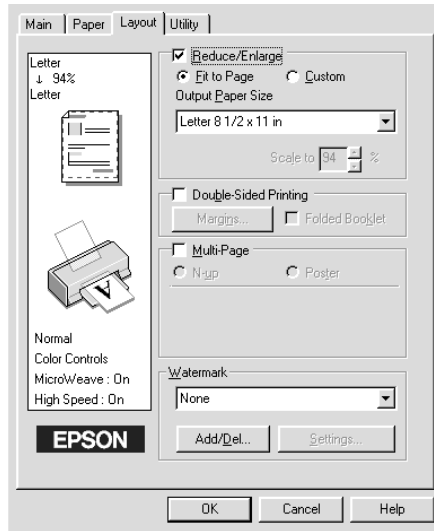 Main Paper Layout Utility
Letter
↓ 94%
Letter
Normal
Color Controls
MicroWeave : On
High Speed : On
EPSON
Reduce/Enlarge
Fit to Page Custom
Output Paper Size
Letter 8 1/2 x 11 in
Scale to 94 %
Double-Sided Printing
Margins... Folded Booklet
Multi-Page
N-up Poster
Watermark
None
Add/Del... Settings...
OK Cancel Help